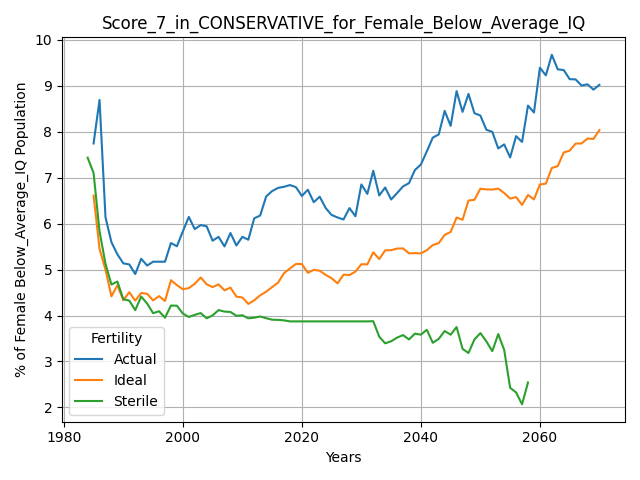 Score_7_in_CONSERVATIVE_for_Female_Below_Average_IQ
% of Female Below_Average_IQ Population
10
9
8
7
6
5
4
3
2
Fertility
Actual
Ideal
Sterile
1980
2000
2020
2040
2060
Years